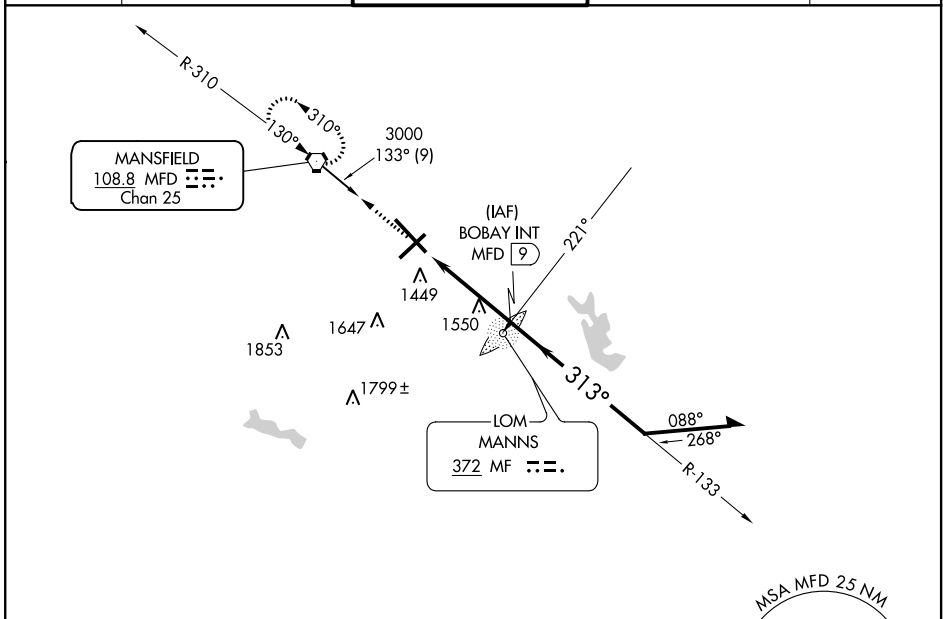 R-310
310°
130°
3000
133° (9)
MANSFIELD
108.8 MFD
Chan 25
(IAF)
BOBAY INT
MFD 9
221°
1449
1550
1647
1853
1799±
313°
LOM
MANNS
372 MF
088°
268°
R-133
MSA MFD 25 NM